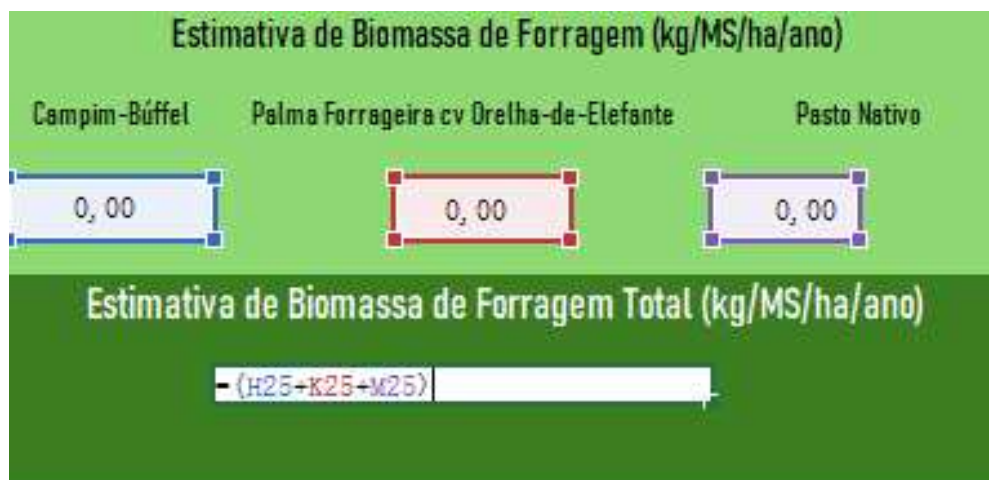 Estimativa de Biomassa de Forragem (kg/MS/ha/ano)
Campim-Búffel Palma Forrageira cv Orelha-de-Elefante Pasto Nativo
0,00 0,00 0,00
Estimativa de Biomassa de Forragem Total (kg/MS/ha/ano)
=(H25+K25+M25)